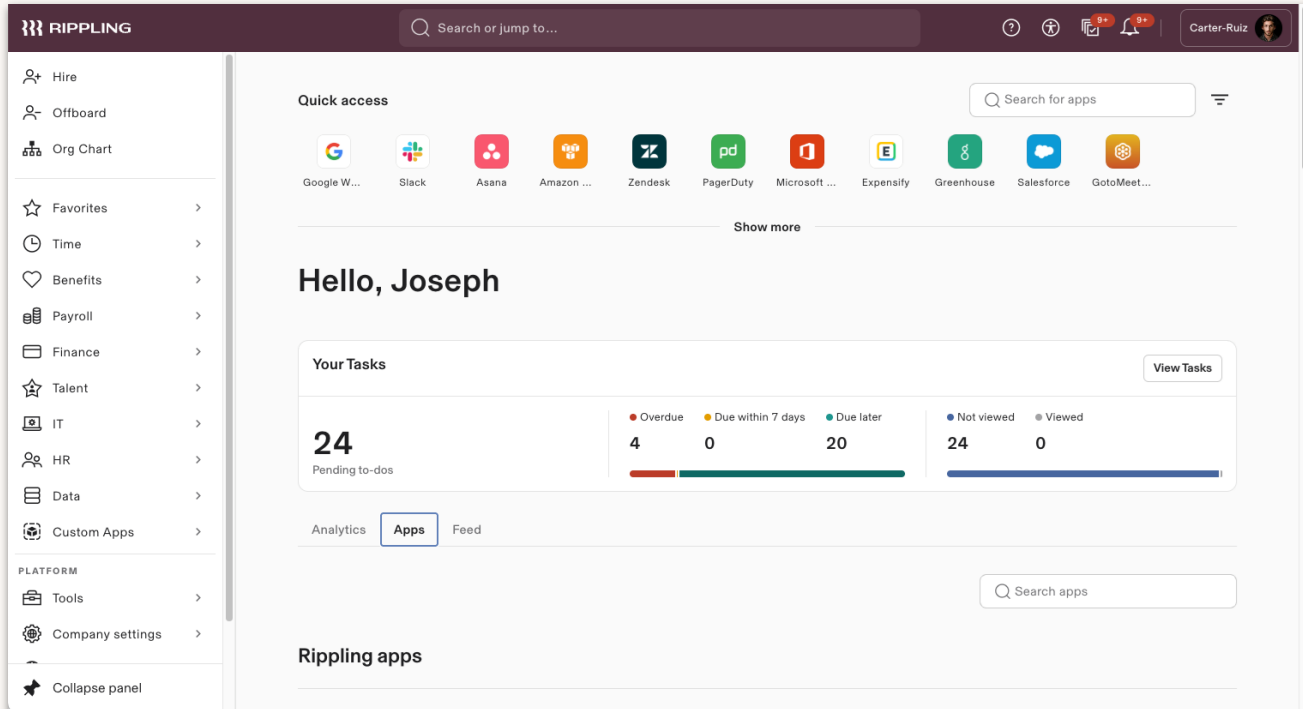 RIPPLING
Search or jump to...
9+
9+
Carter-Ruiz
Hire
Offboard
Org Chart
Favorites
Time
Benefits
Payroll
Finance
Talent
IT
HR
Data
Custom Apps
PLATFORM
Tools
Company settings
Collapse panel
Quick access
Search for apps
Google W...
Slack
Asana
Amazon ...
Zendesk
pd
PagerDuty
Microsoft ...
E
Expensify
Greenhouse
Salesforce
GotoMeet...
Show more
Hello, Joseph
Your Tasks
View Tasks
24
Pending to-dos
Overdue Due within 7 days Due later
4 0 20
Not viewed Viewed
24 0
Analytics Apps Feed
Search apps
Rippling apps